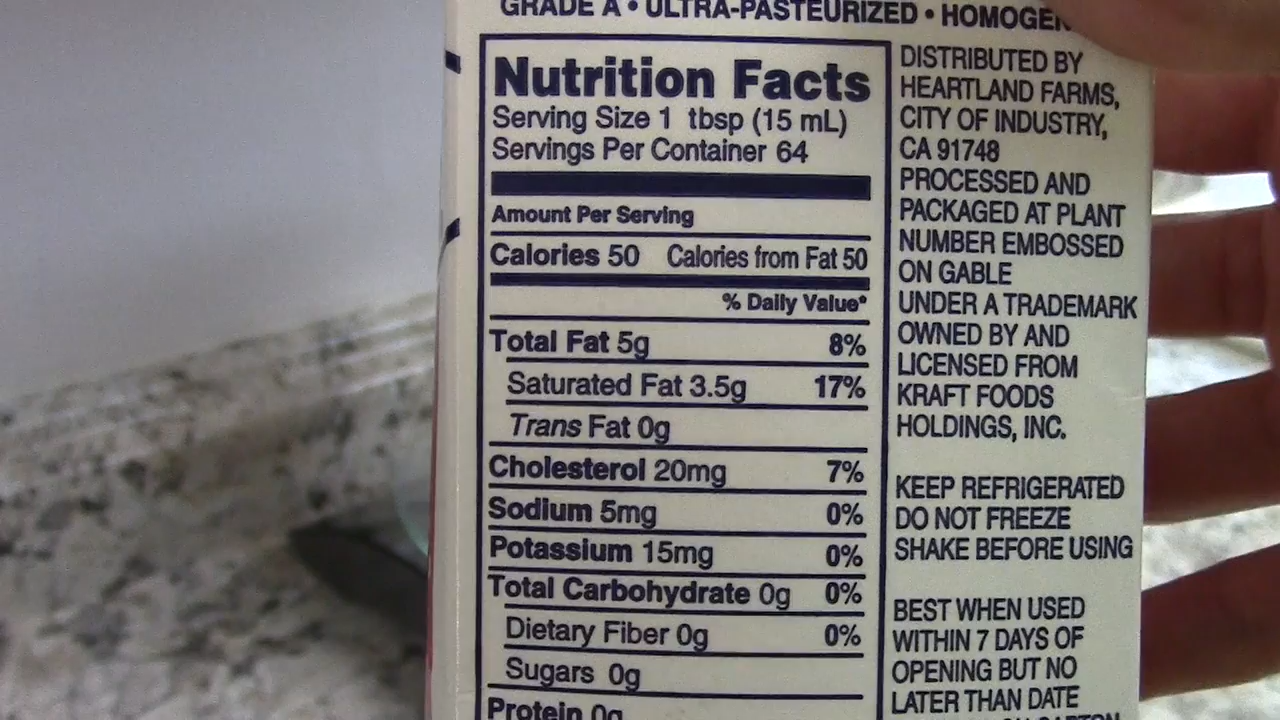 GRADE A • ULTRA-PASTEURIZED •
Nutrition Facts
Serving Size 1 tbsp (15 mL)
Servings Per Container 64
Amount Per Serving
Calories 50 Calories from Fat 50
% Daily Value*
Total Fat 5g 8%
Saturated Fat 3.5g 17%
Trans Fat 0g
Cholesterol 20mg 7%
Sodium 5mg 0%
Potassium 15mg 0%
Total Carbohydrate 0g 0%
Dietary Fiber 0g 0%
Sugars 0g
Protein 0g
DISTRIBUTED BY
HEARTLAND FARMS,
CITY OF INDUSTRY,
CA 91748
PROCESSED AND
PACKAGED AT PLANT
NUMBER EMBOSSED
ON GABLE
UNDER A TRADEMARK
OWNED BY AND
LICENSED FROM
KRAFT FOODS
HOLDINGS, INC.
KEEP REFRIGERATED
DO NOT FREEZE
SHAKE BEFORE USING
BEST WHEN USED
WITHIN 7 DAYS OF
OPENING BUT NO
LATER THAN DATE